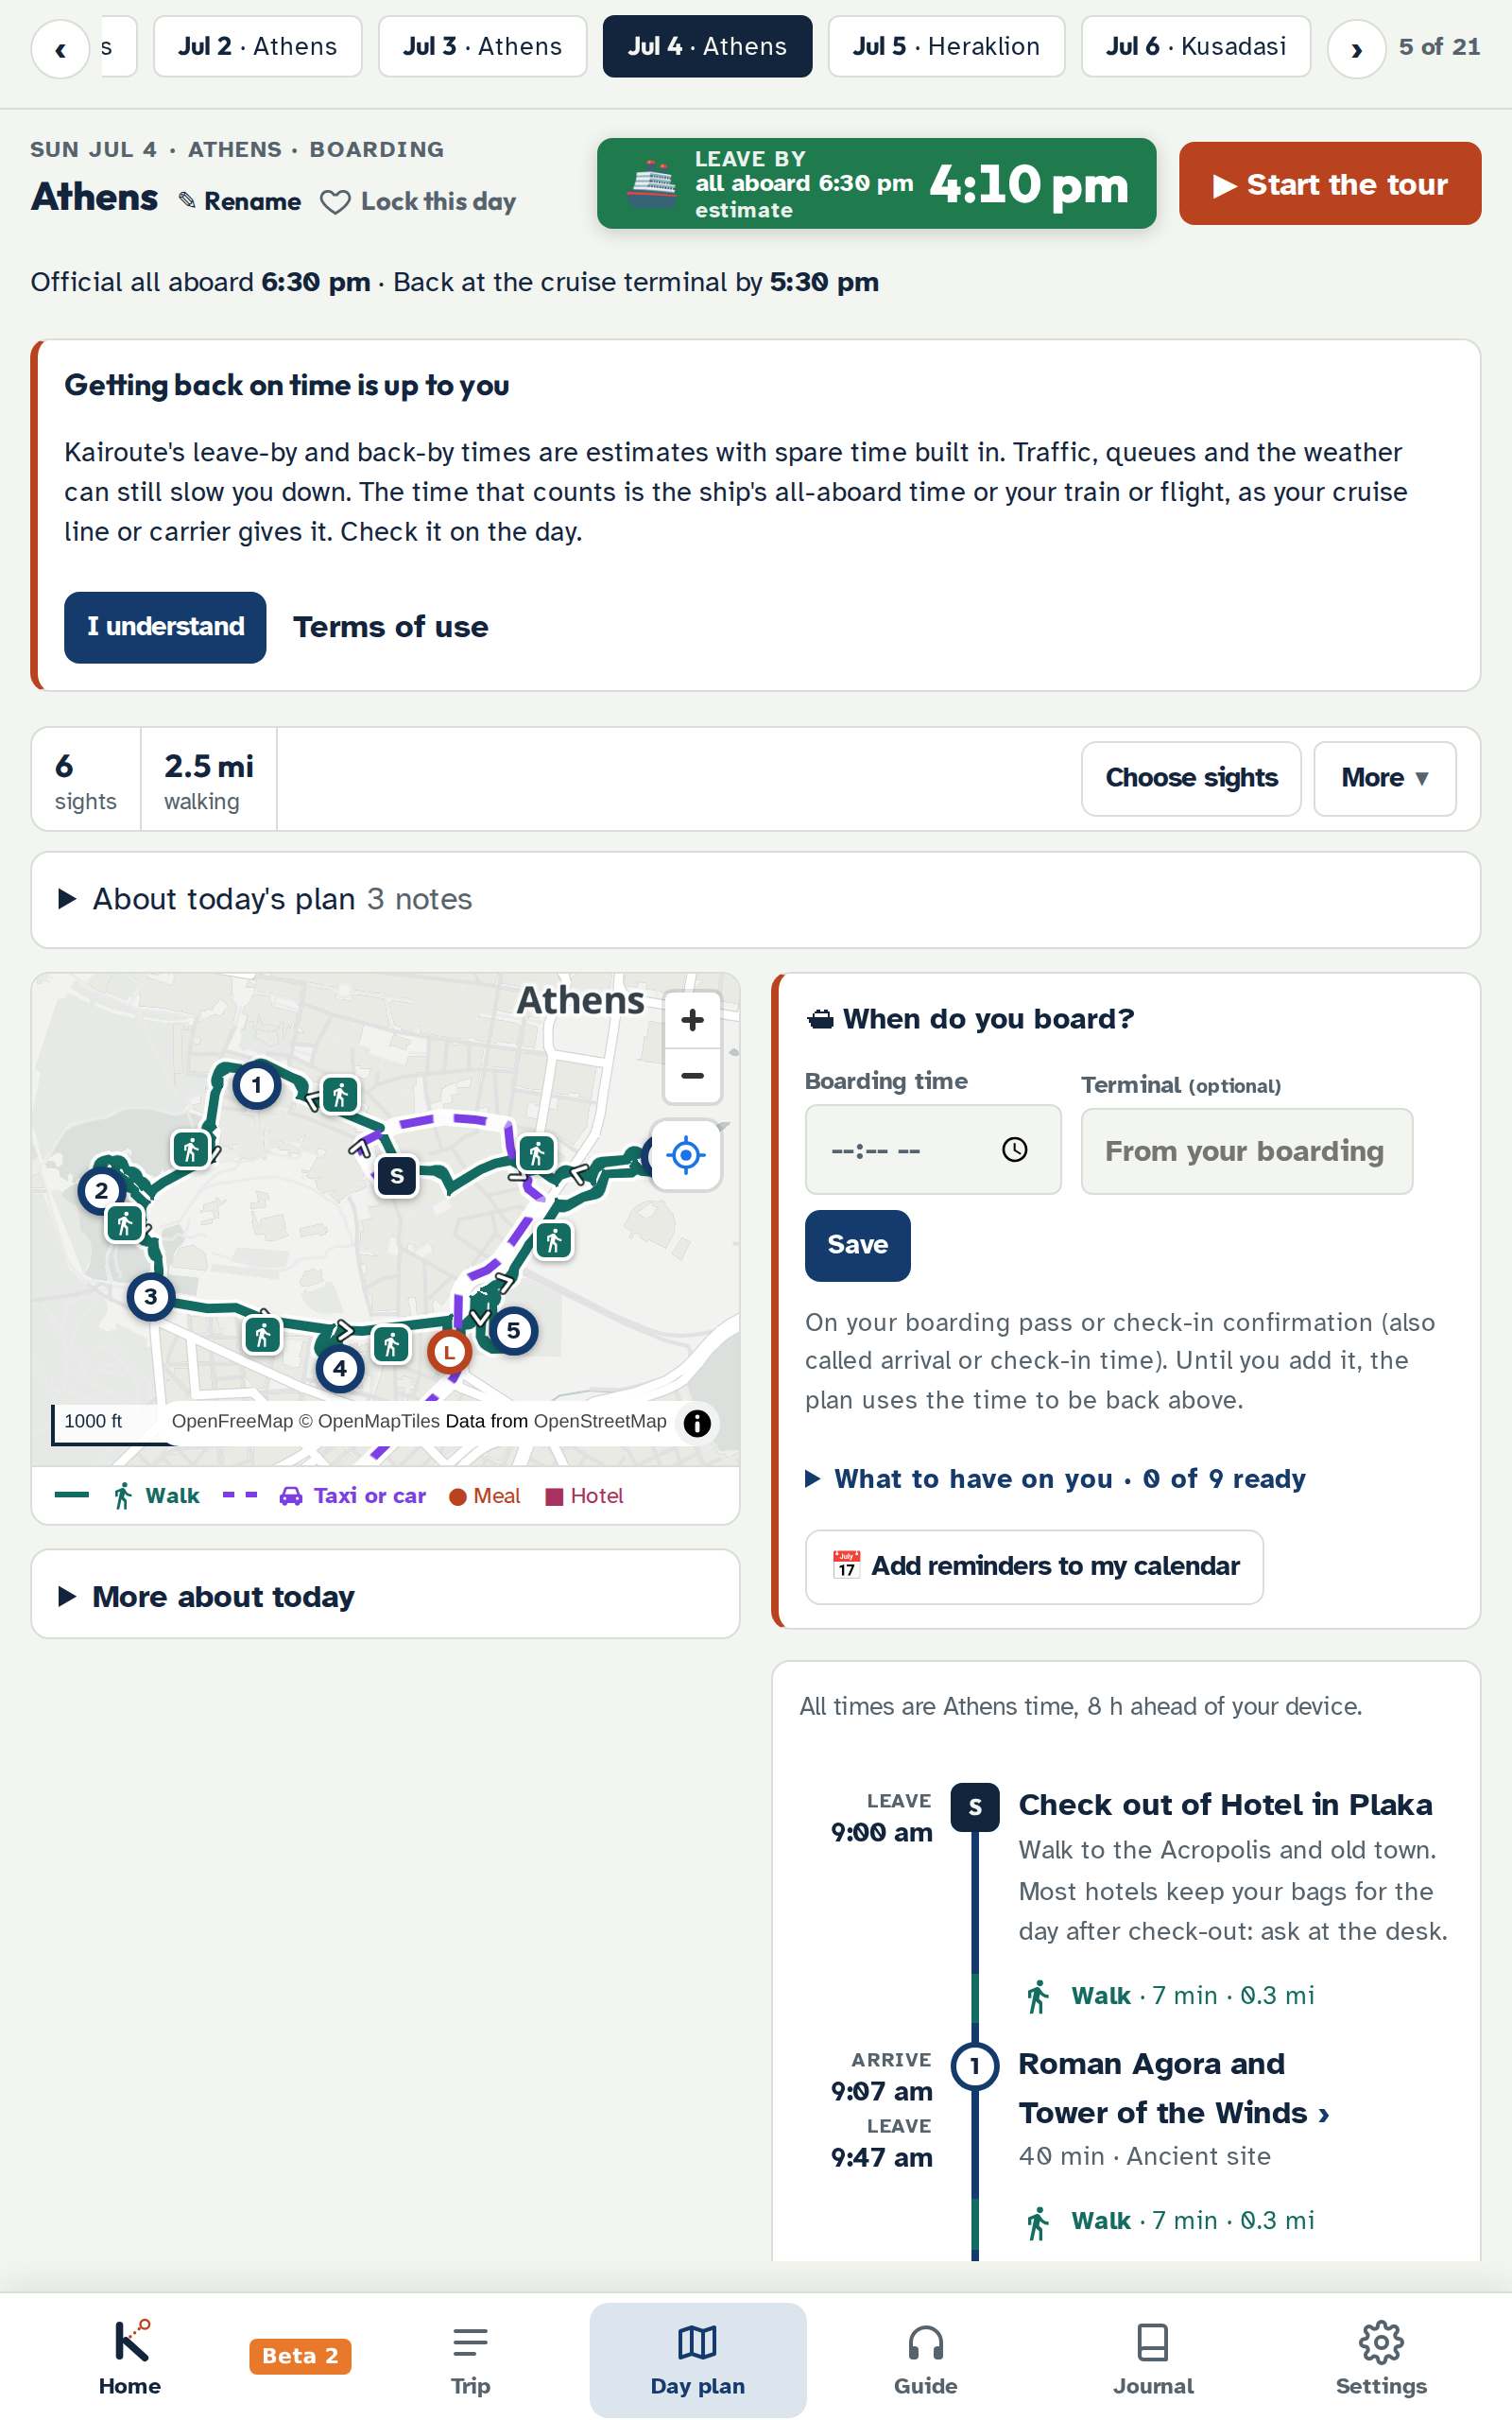 ‹
s
Jul 2 · Athens
Jul 3 · Athens
Jul 4 · Athens
Jul 5 · Heraklion
Jul 6 · Kusadasi
›
5 of 21
SUN JUL 4 · ATHENS · BOARDING
Athens
✎ Rename
Lock this day
LEAVE BY
all aboard 6:30 pm
estimate
4:10 pm
▶ Start the tour
Official all aboard 6:30 pm · Back at the cruise terminal by 5:30 pm
Getting back on time is up to you
Kairoute's leave-by and back-by times are estimates with spare time built in. Traffic, queues and the weather
can still slow you down. The time that counts is the ship's all-aboard time or your train or flight, as your cruise
line or carrier gives it. Check it on the day.
I understand
Terms of use
6
sights
2.5 mi
walking
Choose sights
More ▼
▶ About today's plan 3 notes
Athens
+
−
1
S
2
3
4
5
L
1000 ft
OpenFreeMap © OpenMapTiles Data from OpenStreetMap
Walk
Taxi or car
Meal
Hotel
▶ More about today
When do you board?
Boarding time
--:-- --
Terminal (optional)
From your boarding
Save
On your boarding pass or check-in confirmation (also
called arrival or check-in time). Until you add it, the
plan uses the time to be back above.
▶ What to have on you · 0 of 9 ready
Add reminders to my calendar
All times are Athens time, 8 h ahead of your device.
LEAVE
9:00 am
S
Check out of Hotel in Plaka
Walk to the Acropolis and old town.
Most hotels keep your bags for the
day after check-out: ask at the desk.
Walk · 7 min · 0.3 mi
ARRIVE
9:07 am
LEAVE
9:47 am
1
Roman Agora and
Tower of the Winds ›
40 min · Ancient site
Walk · 7 min · 0.3 mi
Home
Beta 2
Trip
Day plan
Guide
Journal
Settings